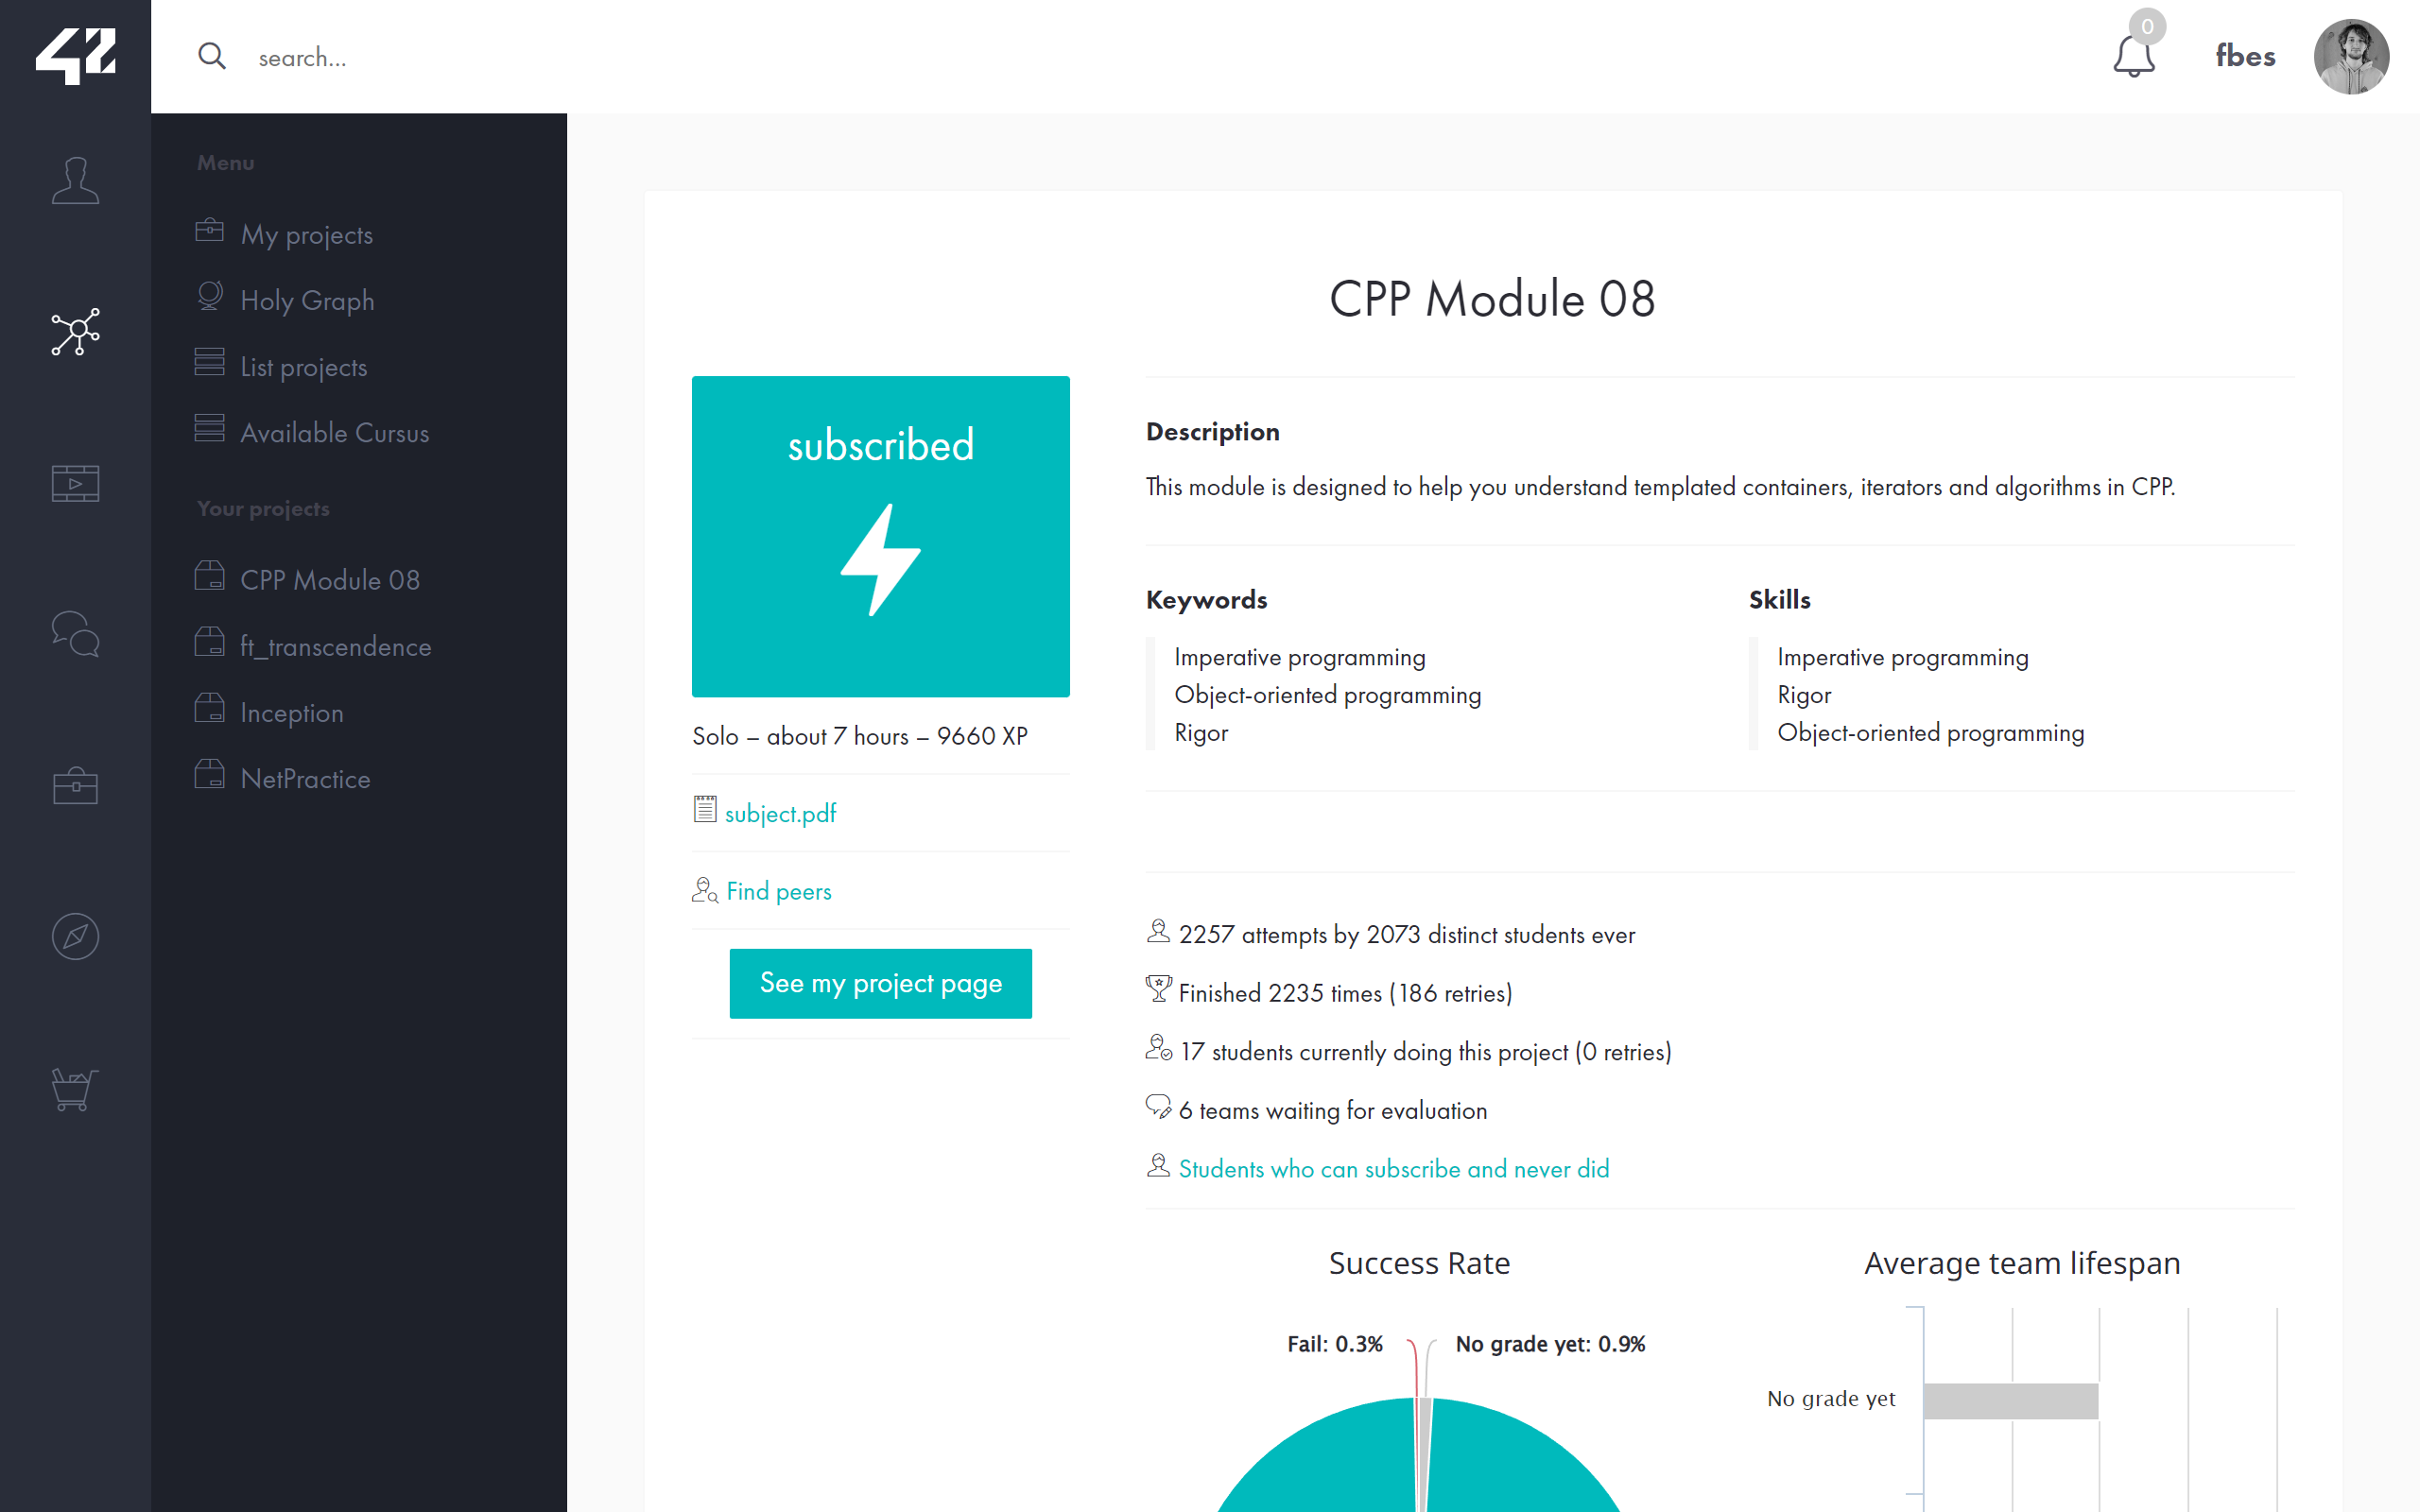 42
search...
0
fbes
Menu
My projects
Holy Graph
List projects
Available Cursus
Your projects
CPP Module 08
ft_transcendence
Inception
NetPractice
CPP Module 08
subscribed
Solo – about 7 hours – 9660 XP
subject.pdf
Find peers
See my project page
Description
This module is designed to help you understand templated containers, iterators and algorithms in CPP.
Keywords
Imperative programming
Object-oriented programming
Rigor
Skills
Imperative programming
Rigor
Object-oriented programming
2257 attempts by 2073 distinct students ever
Finished 2235 times (186 retries)
17 students currently doing this project (0 retries)
6 teams waiting for evaluation
Students who can subscribe and never did
Success Rate
Fail: 0.3%
No grade yet: 0.9%
Average team lifespan
No grade yet